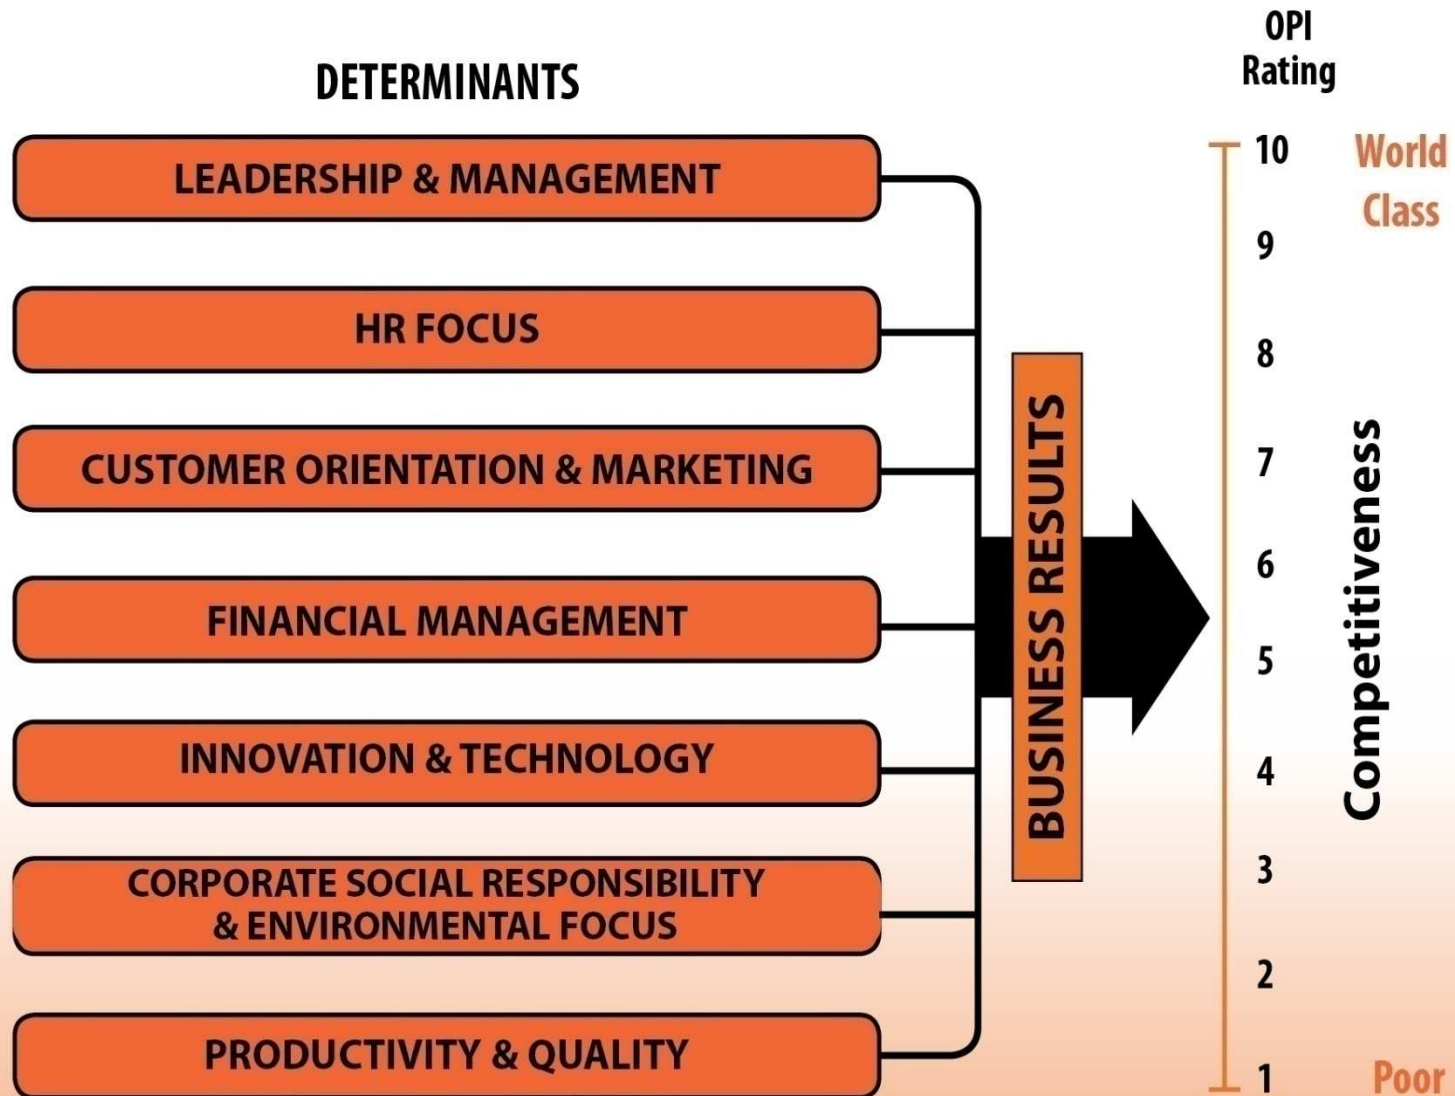 DETERMINANTS
LEADERSHIP & MANAGEMENT
HR FOCUS
CUSTOMER ORIENTATION & MARKETING
FINANCIAL MANAGEMENT
INNOVATION & TECHNOLOGY
CORPORATE SOCIAL RESPONSIBILITY
& ENVIRONMENTAL FOCUS
PRODUCTIVITY & QUALITY
BUSINESS RESULTS
OPI
Rating
10
9
8
7
6
5
4
3
2
1
World
Class
Competitiveness
Poor